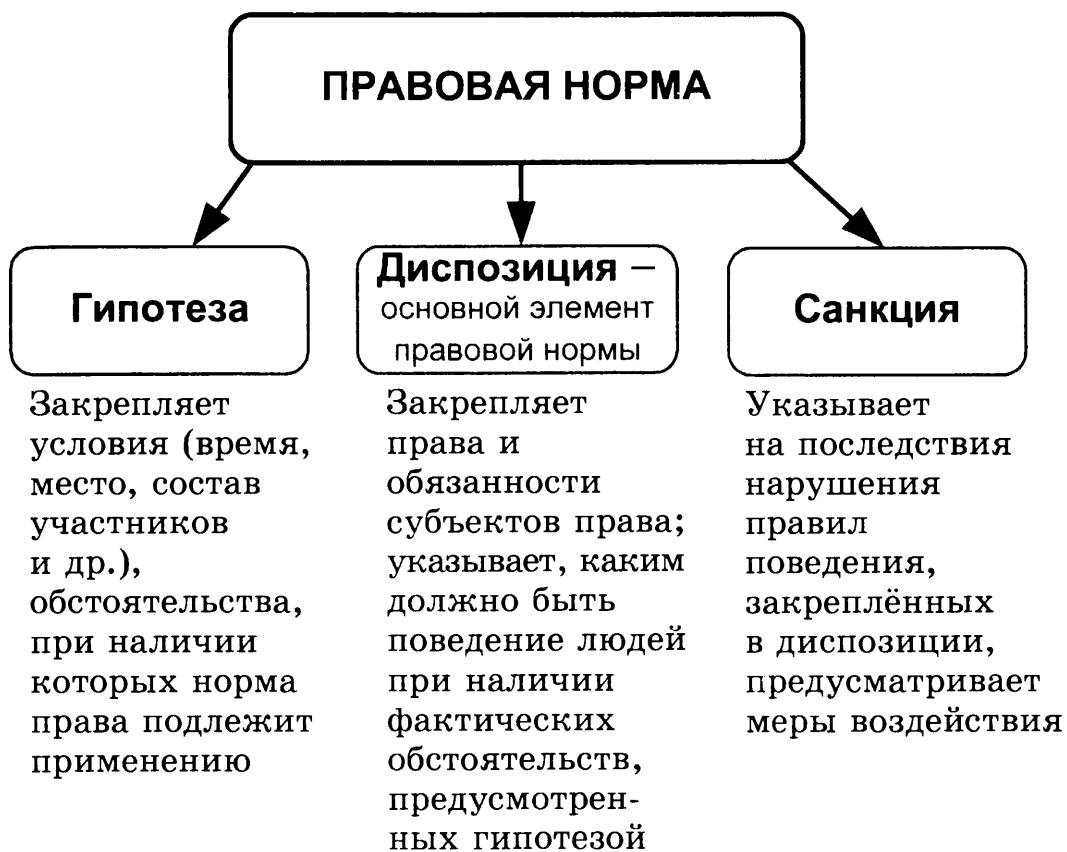 ПРАВОВАЯ НОРМА
Гипотеза
Закрепляет
условия (время,
место, состав
участников
и др.),
обстоятельства,
при наличии
которых норма
права подлежит
применению
Диспозиция –
основной элемент
правовой нормы
Закрепляет
права и
обязанности
субъектов права;
указывает, каким
должно быть
поведение людей
при наличии
фактических
обстоятельств,
предусмотрен-
ных гипотезой
Санкция
Указывает
на последствия
нарушения
правил
поведения,
закреплённых
в диспозиции,
предусматривает
меры воздействия